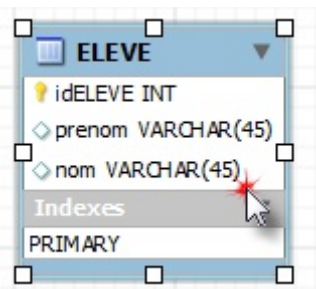 ELEVE
idELEVE INT
prenom VARCHAR(45)
nom VARCHAR(45)
Indexes
PRIMARY